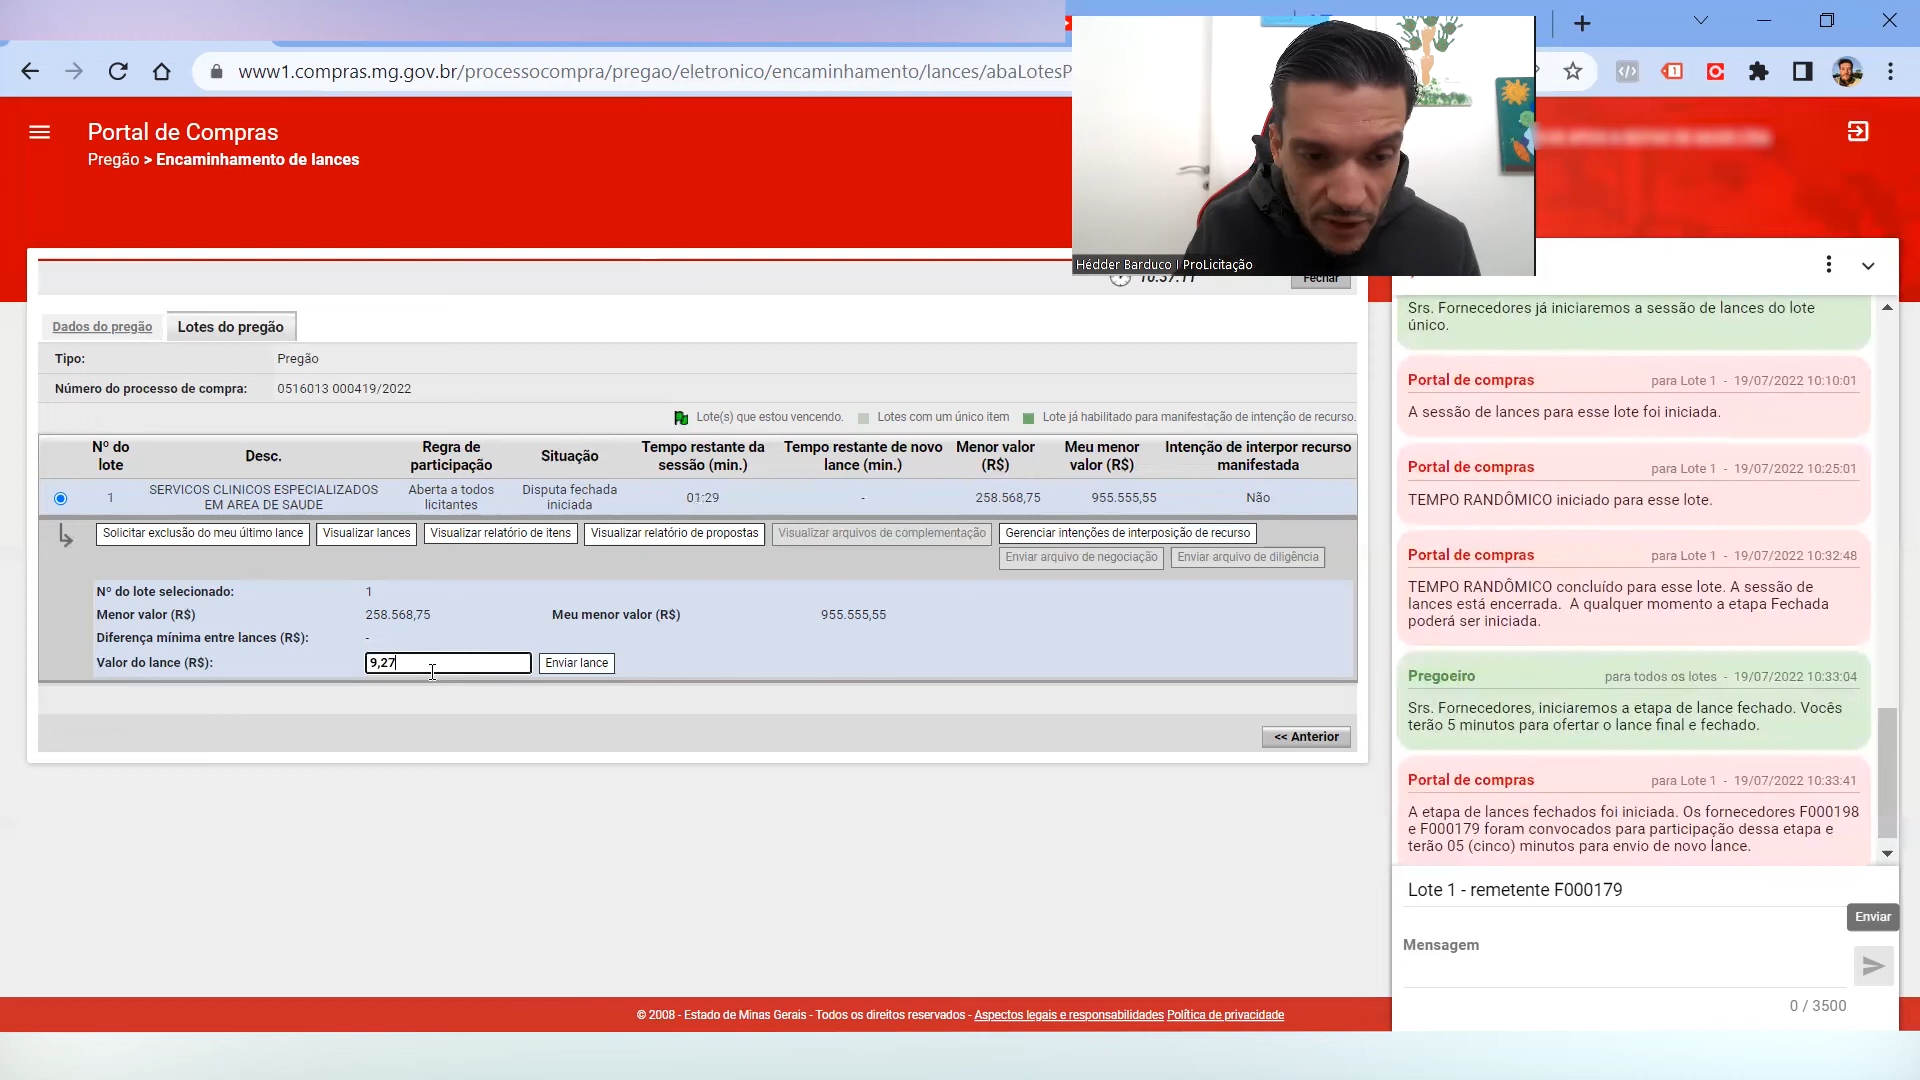 www1.compras.mg.gov.br/processocompra/pregao/eletronico/encaminhamento/lances/abaLotesP
Portal de Compras
Pregão > Encaminhamento de lances
Hédder Barduco | ProLicitação
10:37:11
Fechar
Dados do pregão
Lotes do pregão
Tipo: Pregão
Número do processo de compra: 0516013 000419/2022
Lote(s) que estou vencendo. Lotes com um único item Lote já habilitado para manifestação de intenção de recurso.
Nº do lote
Desc.
Regra de participação
Situação
Tempo restante da sessão (min.)
Tempo restante de novo lance (min.)
Menor valor (R$)
Meu menor valor (R$)
Intenção de interpor recurso manifestada
1
SERVICOS CLINICOS ESPECIALIZADOS
EM AREA DE SAUDE
Aberta a todos
licitantes
Disputa fechada
iniciada
01:29
-
258.568,75
955.555,55
Não
Solicitar exclusão do meu último lance
Visualizar lances
Visualizar relatório de itens
Visualizar relatório de propostas
Visualizar arquivos de complementação
Gerenciar intenções de interposição de recurso
Enviar arquivo de negociação
Enviar arquivo de diligência
Nº do lote selecionado: 1
Menor valor (R$) 258.568,75 Meu menor valor (R$) 955.555,55
Diferença mínima entre lances (R$): -
Valor do lance (R$): 9,27 Enviar lance
<< Anterior
Srs. Fornecedores já iniciaremos a sessão de lances do lote
único.
Portal de compras para Lote 1 - 19/07/2022 10:10:01
A sessão de lances para esse lote foi iniciada.
Portal de compras para Lote 1 - 19/07/2022 10:25:01
TEMPO RANDÔMICO iniciado para esse lote.
Portal de compras para Lote 1 - 19/07/2022 10:32:48
TEMPO RANDÔMICO concluído para esse lote. A sessão de
lances está encerrada. A qualquer momento a etapa Fechada
poderá ser iniciada.
Pregoeiro para todos os lotes - 19/07/2022 10:33:04
Srs. Fornecedores, iniciaremos a etapa de lance fechado. Vocês
terão 5 minutos para ofertar o lance final e fechado.
Portal de compras para Lote 1 - 19/07/2022 10:33:41
A etapa de lances fechados foi iniciada. Os fornecedores F000198
e F000179 foram convocados para participação dessa etapa e
terão 05 (cinco) minutos para envio de novo lance.
Lote 1 - remetente F000179
Enviar
Mensagem
0 / 3500
© 2008 - Estado de Minas Gerais - Todos os direitos reservados - Aspectos legais e responsabilidades Política de privacidade